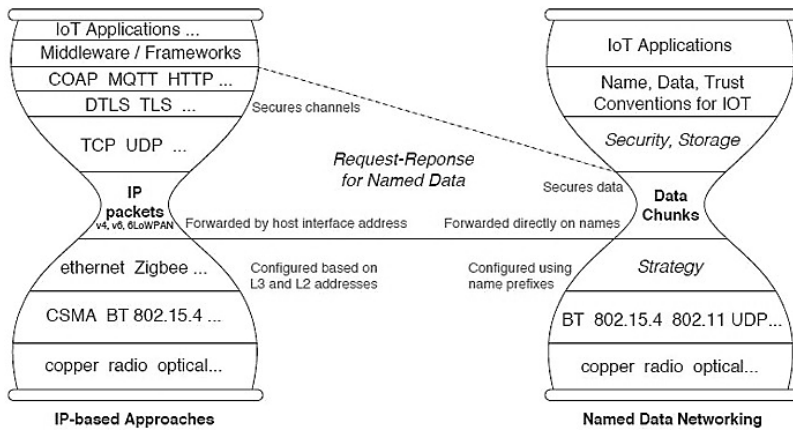 IoT Applications ...
Middleware / Frameworks
COAP MQTT HTTP ...
DTLS TLS ...
TCP UDP ...
IP
packets
v4, v6, 6LoWPAN
ethernet Zigbee ...
CSMA BT 802.15.4 ...
copper radio optical...
IP-based Approaches
Secures channels
Request-Reponse
for Named Data
Secures data
Forwarded by host interface address
Forwarded directly on names
Configured based on
L3 and L2 addresses
Configured using
name prefixes
IoT Applications
Name, Data, Trust
Conventions for IOT
Security, Storage
Data
Chunks
Strategy
BT 802.15.4 802.11 UDP...
copper radio optical...
Named Data Networking